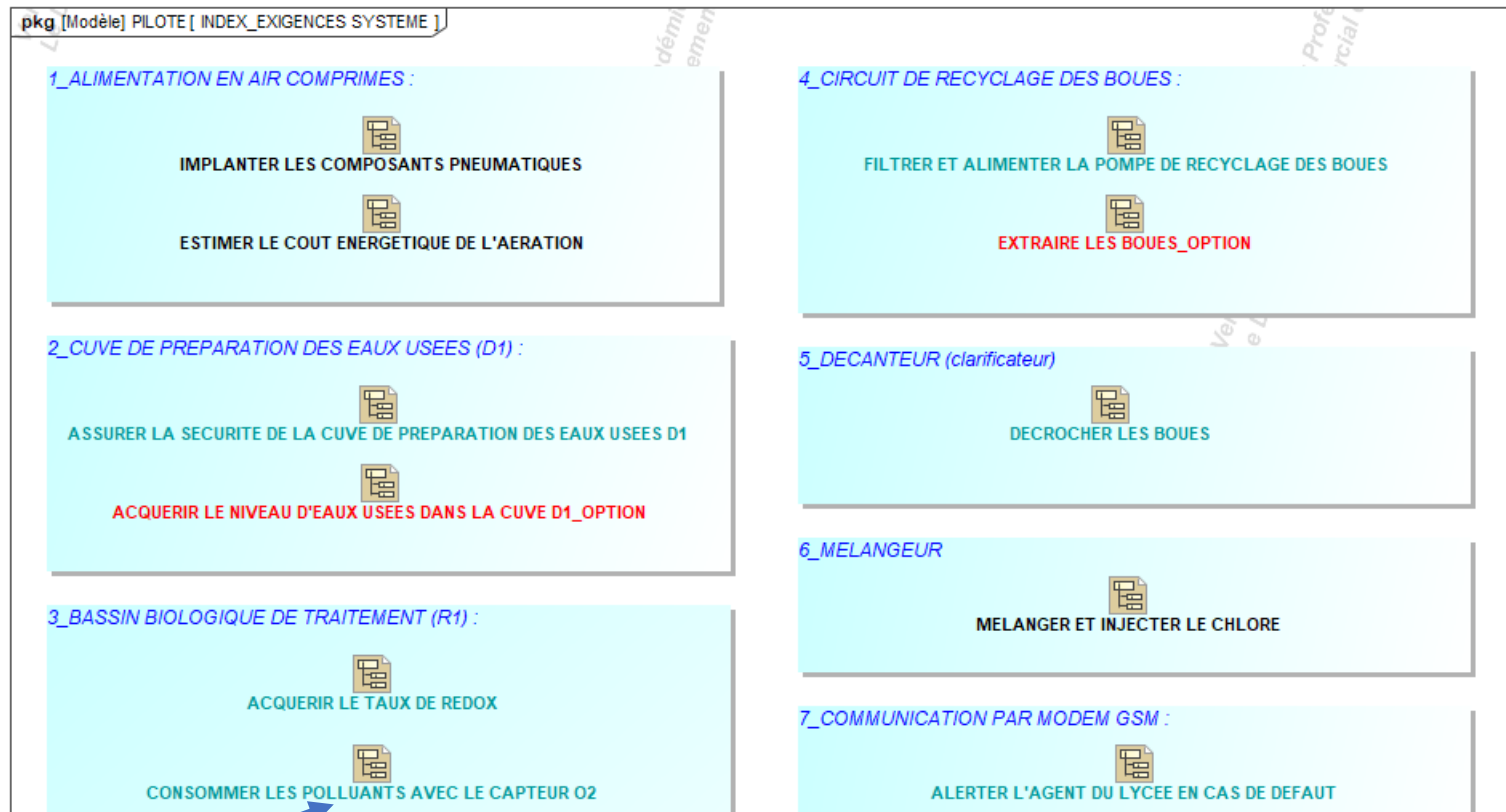 pkg [Modèle] PILOTE [ INDEX_EXIGENCES SYSTEME ]
1_ALIMENTATION EN AIR COMPRIMES :
IMPLANTER LES COMPOSANTS PNEUMATIQUES
ESTIMER LE COUT ENERGETIQUE DE L'AERATION
2_CUVE DE PREPARATION DES EAUX USEES (D1) :
ASSURER LA SECURITE DE LA CUVE DE PREPARATION DES EAUX USEES D1
ACQUERIR LE NIVEAU D'EAUX USEES DANS LA CUVE D1_OPTION
3_BASSIN BIOLOGIQUE DE TRAITEMENT (R1) :
ACQUERIR LE TAUX DE REDOX
CONSOMMER LES POLLUANTS AVEC LE CAPTEUR O2
4_CIRCUIT DE RECYCLAGE DES BOUES :
FILTRER ET ALIMENTER LA POMPE DE RECYCLAGE DES BOUES
EXTRAIRE LES BOUES_OPTION
5_DECANTEUR (clarificateur)
DECROCHER LES BOUES
6_MELANGEUR
MELANGER ET INJECTER LE CHLORE
7_COMMUNICATION PAR MODEM GSM :
ALERTER L'AGENT DU LYCEE EN CAS DE DEFAUT